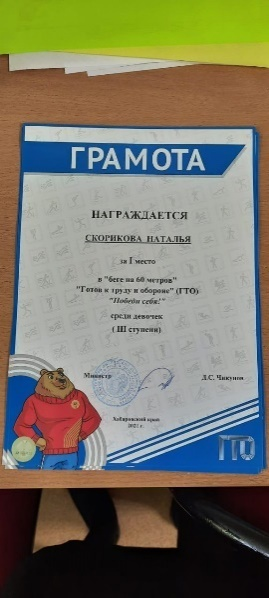 ГРАМОТА
НАГРАЖДАЕТСЯ
СКОРИКОВА НАТАЛЬЯ
за I место
в "беге на 60 метров"
"Готов к труду и обороне" (ГТО)
"Победи себя!"
среди девочек
( III ступени)
Министр
Д.С. Чикунов
Хабаровский край
2021 г.
ГТО